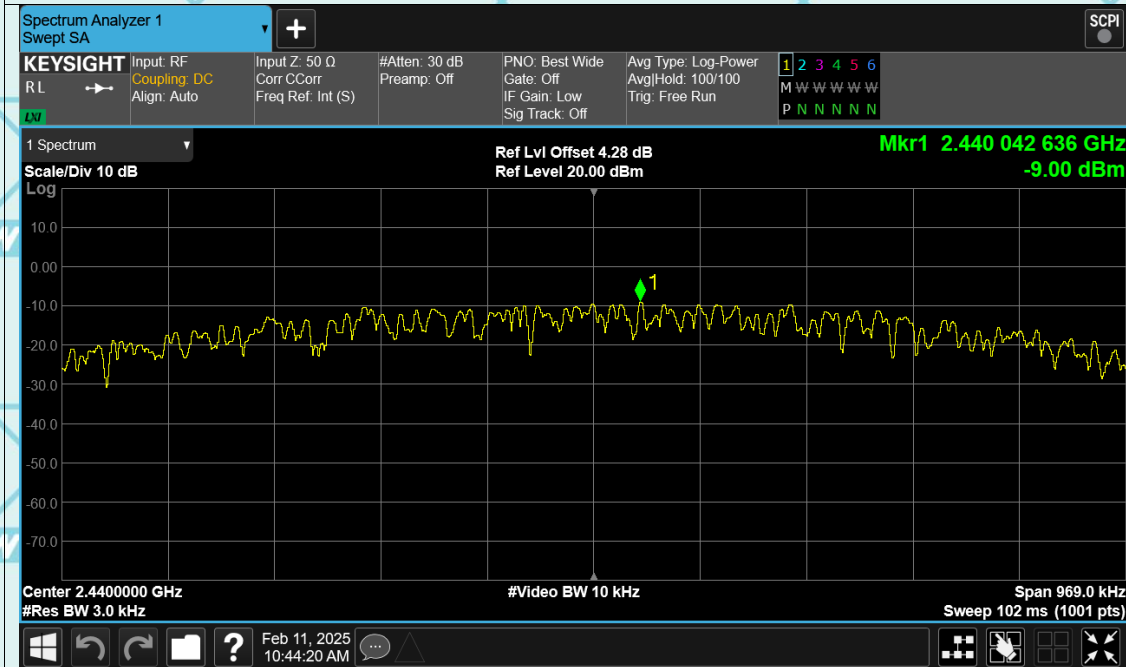 Spectrum Analyzer 1
Swept SA
+
SCPI
KEYSIGHT
R L
LXI
Input: RF
Coupling: DC
Align: Auto
Input Z: 50 Ω
Corr CCorr
Freq Ref: Int (S)
#Atten: 30 dB
Preamp: Off
PNO: Best Wide
Gate: Off
IF Gain: Low
Sig Track: Off
Avg Type: Log-Power
Avg|Hold: 100/100
Trig: Free Run
1 2 3 4 5 6
M W W W W W W
P N N N N N N
1 Spectrum
Ref Lvl Offset 4.28 dB
Mkr1 2.440 042 636 GHz
Scale/Div 10 dB
Ref Level 20.00 dBm
-9.00 dBm
Log
10.0
0.00
1
-10.0
-20.0
-30.0
-40.0
-50.0
-60.0
-70.0
Center 2.4400000 GHz
#Video BW 10 kHz
Span 969.0 kHz
#Res BW 3.0 kHz
Sweep 102 ms (1001 pts)
?
Feb 11, 2025
10:44:20 AM